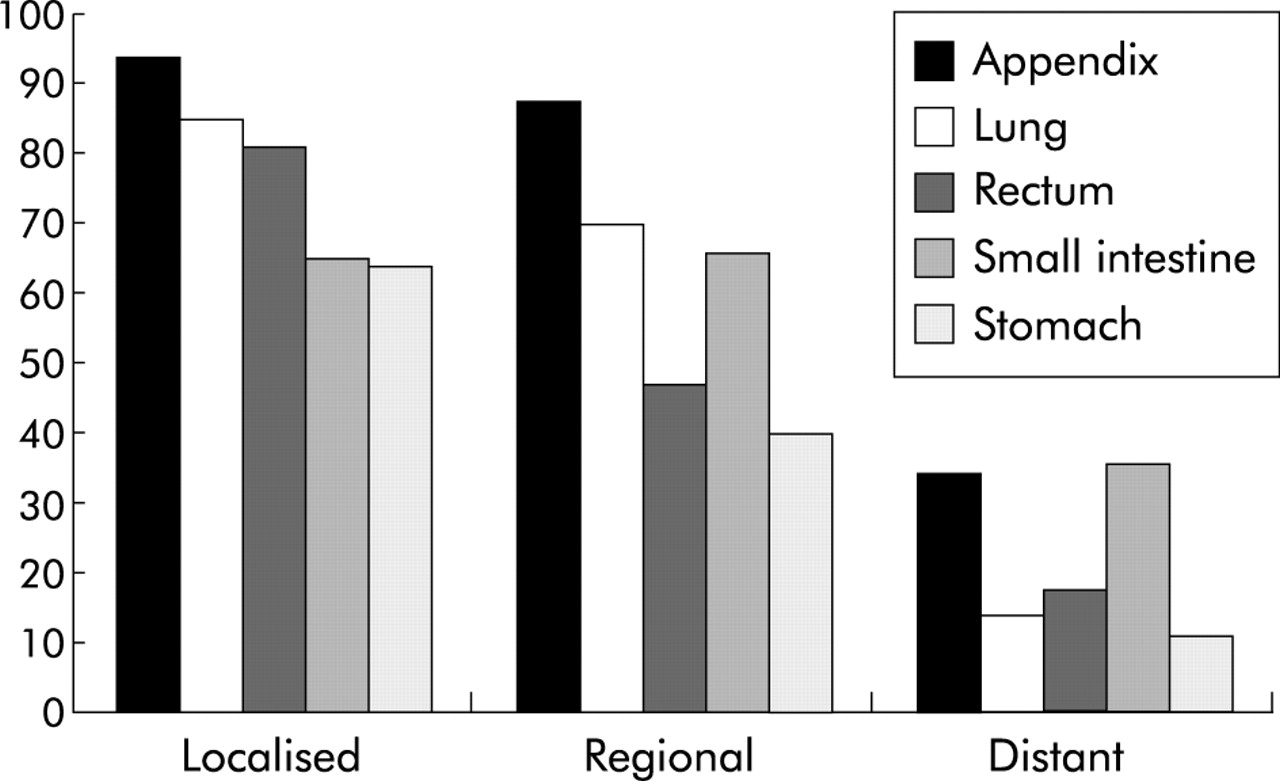 100
90
80
70
60
50
40
30
20
10
0
Localised
Regional
Distant
Appendix
Lung
Rectum
Small intestine
Stomach